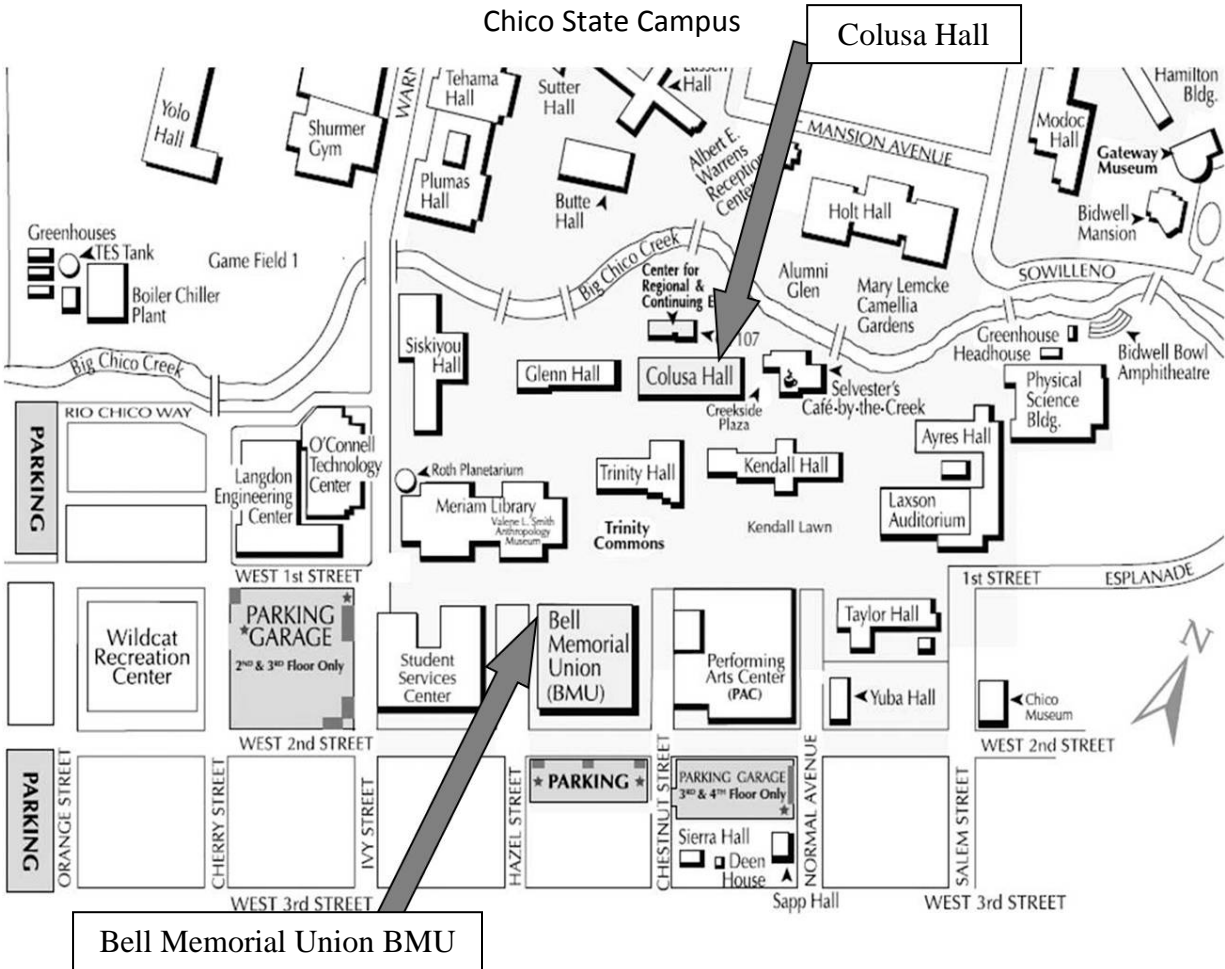 Chico State Campus
Colusa Hall
Yolo
Hall
Shurmer
Gym
WARN
Tehama
Hall
Sutter
Hall
Hall
Plumas
Hall
Butte
Hall
Albert E.
Warrens
Reception
Center
MANSION AVENUE
Holt Hall
Modoc
Hall
Hamilton
Bldg.
Gateway
Museum
Bidwell
Mansion
Greenhouses
TES Tank
Boiler Chiller
Plant
Game Field 1
Big Chico Creek
Center for
Regional &
Continuing E
107
Alumni
Glen
Mary Lemcke
Camellia
Gardens
SOWILLENO
Greenhouse
Headhouse
Bidwell Bowl
Amphitheatre
Big Chico Creek
Siskiyou
Hall
Glenn Hall
Colusa Hall
Creekside
Plaza
Selvester's
Café-by-the-Creek
Physical
Science
Bldg.
RIO CHICO WAY
PARKING
Langdon
Engineering
Center
O'Connell
Technology
Center
Roth Planetarium
Meriam Library
Valene L. Smith
Anthropology
Museum
Trinity Hall
Trinity
Commons
Kendall Hall
Kendall Lawn
Ayres Hall
Laxson
Auditorium
WEST 1st STREET
1st STREET
ESPLANADE
Wildcat
Recreation
Center
PARKING
GARAGE
2ND & 3RD Floor Only
Student
Services
Center
Bell
Memorial
Union
(BMU)
Performing
Arts Center
(PAC)
Taylor Hall
Yuba Hall
Chico
Museum
N
WEST 2nd STREET
WEST 2nd STREET
PARKING
ORANGE STREET
CHERRY STREET
IVY STREET
HAZEL STREET
PARKING
CHESTNUT STREET
PARKING GARAGE
3RD & 4TH Floor Only
Sierra Hall
Deen
House
Sapp Hall
NORMAL AVENUE
SALEM STREET
WEST 3rd STREET
WEST 3rd STREET
Bell Memorial Union BMU